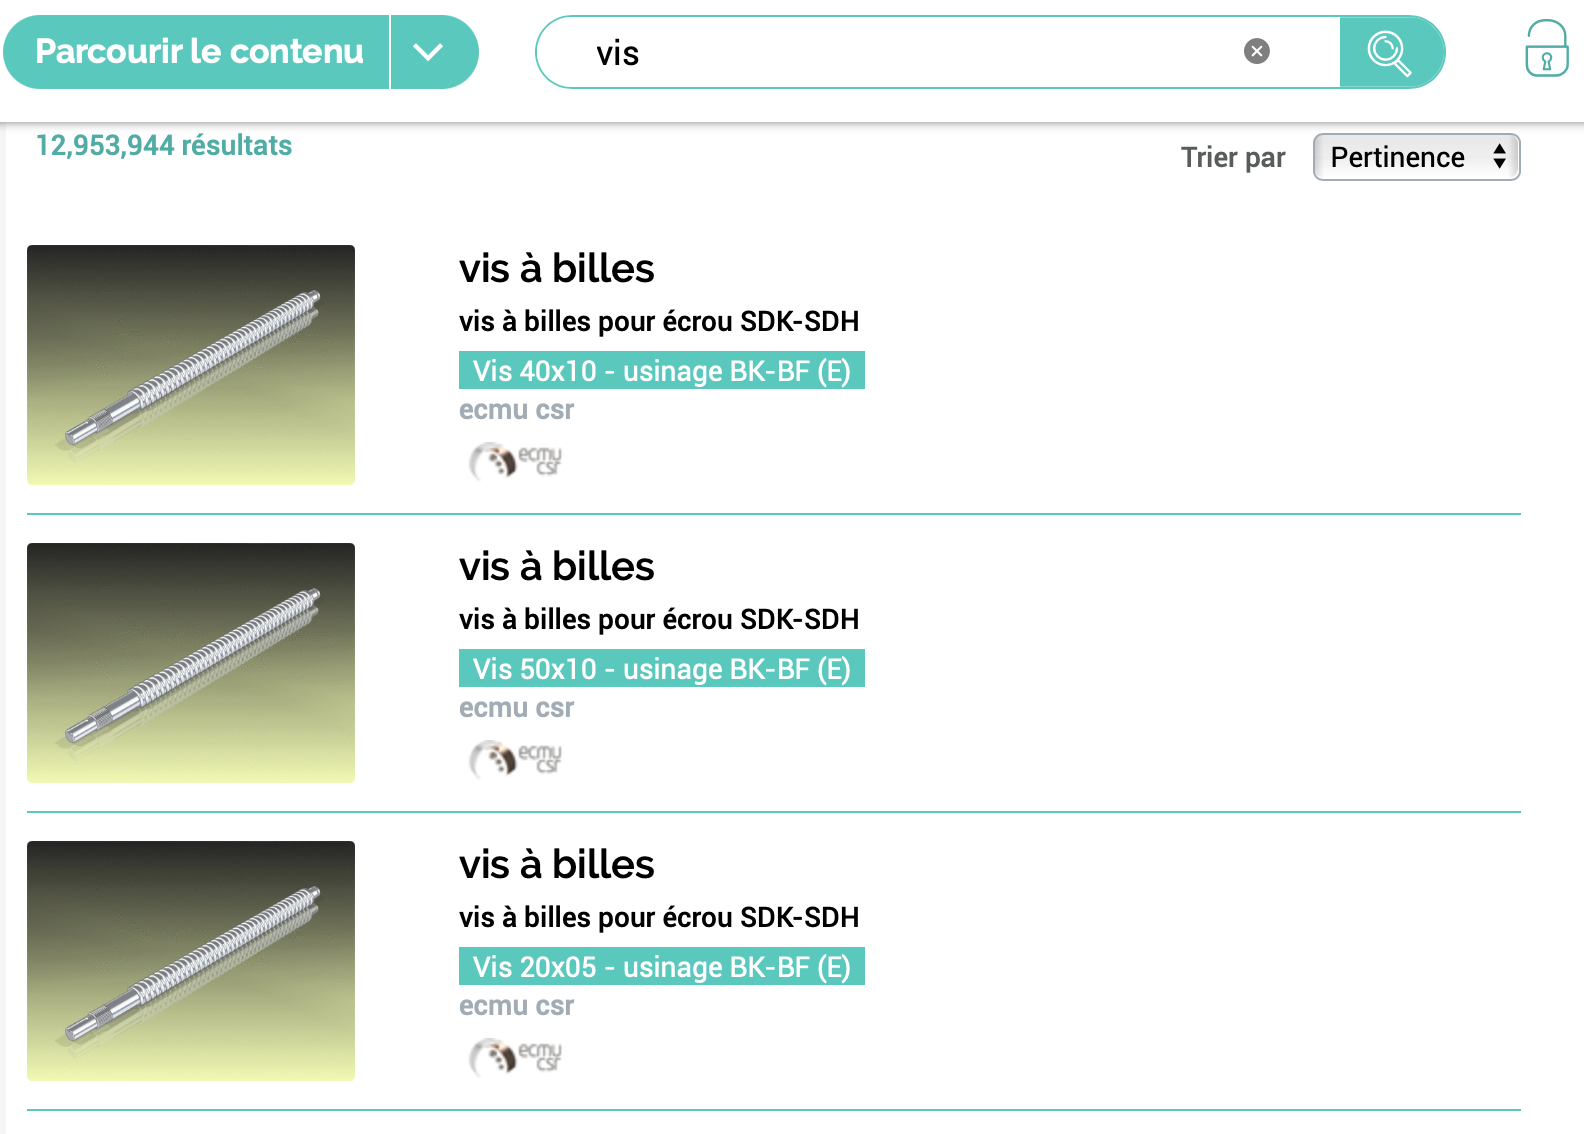 Parcourir le contenu
vis
12,953,944 résultats
Trier par
Pertinence
vis à billes
vis à billes pour écrou SDK-SDH
Vis 40x10 - usinage BK-BF (E)
ecmu csr
ecmu
csr
vis à billes
vis à billes pour écrou SDK-SDH
Vis 50x10 - usinage BK-BF (E)
ecmu csr
ecmu
csr
vis à billes
vis à billes pour écrou SDK-SDH
Vis 20x05 - usinage BK-BF (E)
ecmu csr
ecmu
csr